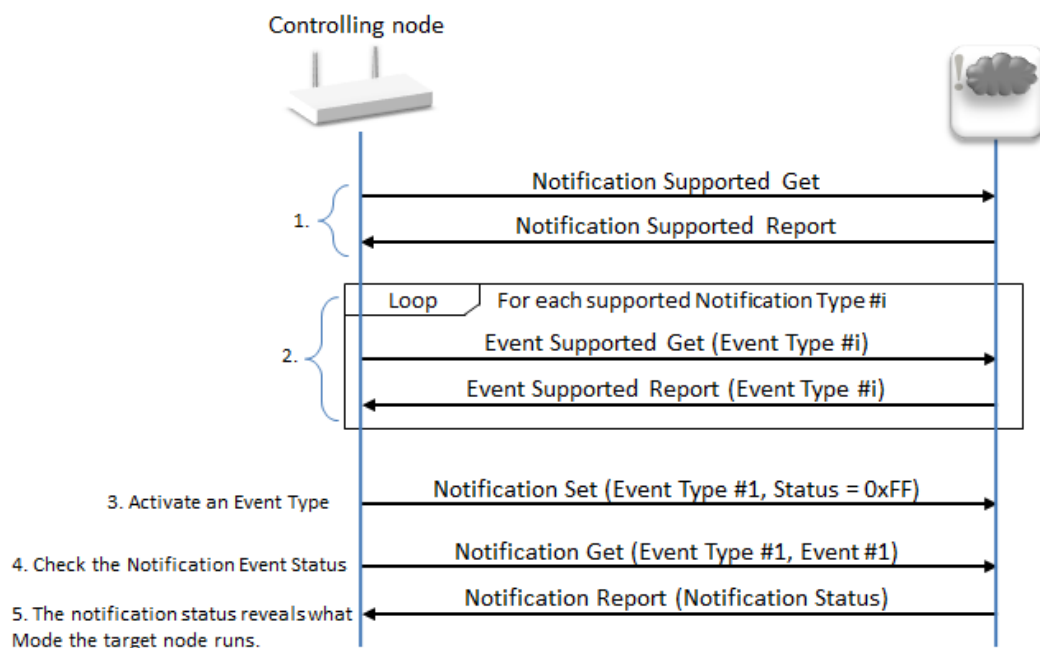 Controlling node
!
Notification Supported Get
1.
Notification Supported Report
Loop
For each supported Notification Type #i
Event Supported Get (Event Type #i)
2.
Event Supported Report (Event Type #i)
Notification Set (Event Type #1, Status = 0xFF)
3. Activate an Event Type
Notification Get (Event Type #1, Event #1)
4. Check the Notification Event Status
Notification Report (Notification Status)
5. The notification status reveals what
Mode the target node runs.